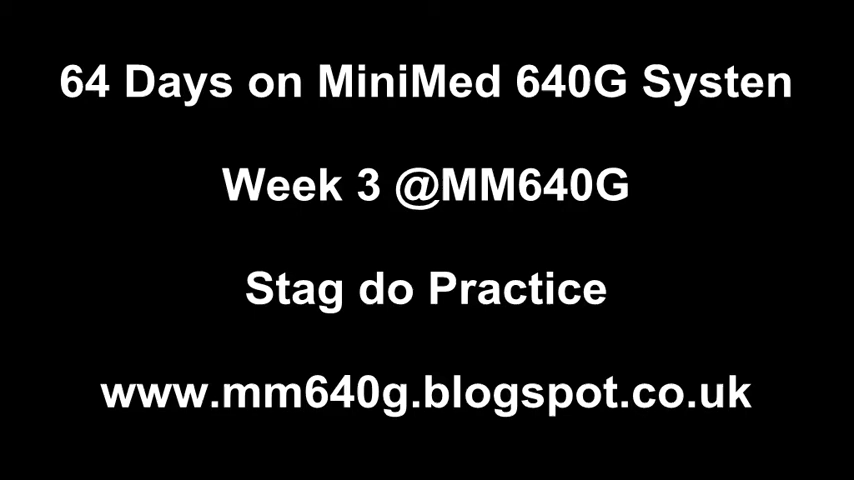 64 Days on MiniMed 640G Systen
Week 3 @MM640G
Stag do Practice
www.mm640g.blogspot.co.uk